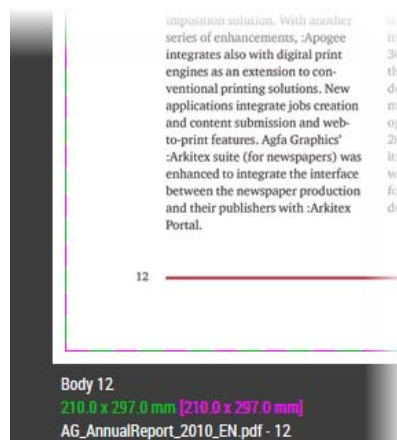 imposition solution. With another
series of enhancements, :Apogee
integrates also with digital print
engines as an extension to con-
ventional printing solutions. New
applications integrate jobs creation
and content submission and web-
to-print features. Agfa Graphics'
:Arkitex suite (for newspapers) was
enhanced to integrate the interface
between the newspaper production
and their publishers with :Arkitex
Portal.
12
Body 12
210.0 x 297.0 mm [210.0 x 297.0 mm]
AG_AnnualReport_2010_EN.pdf - 12